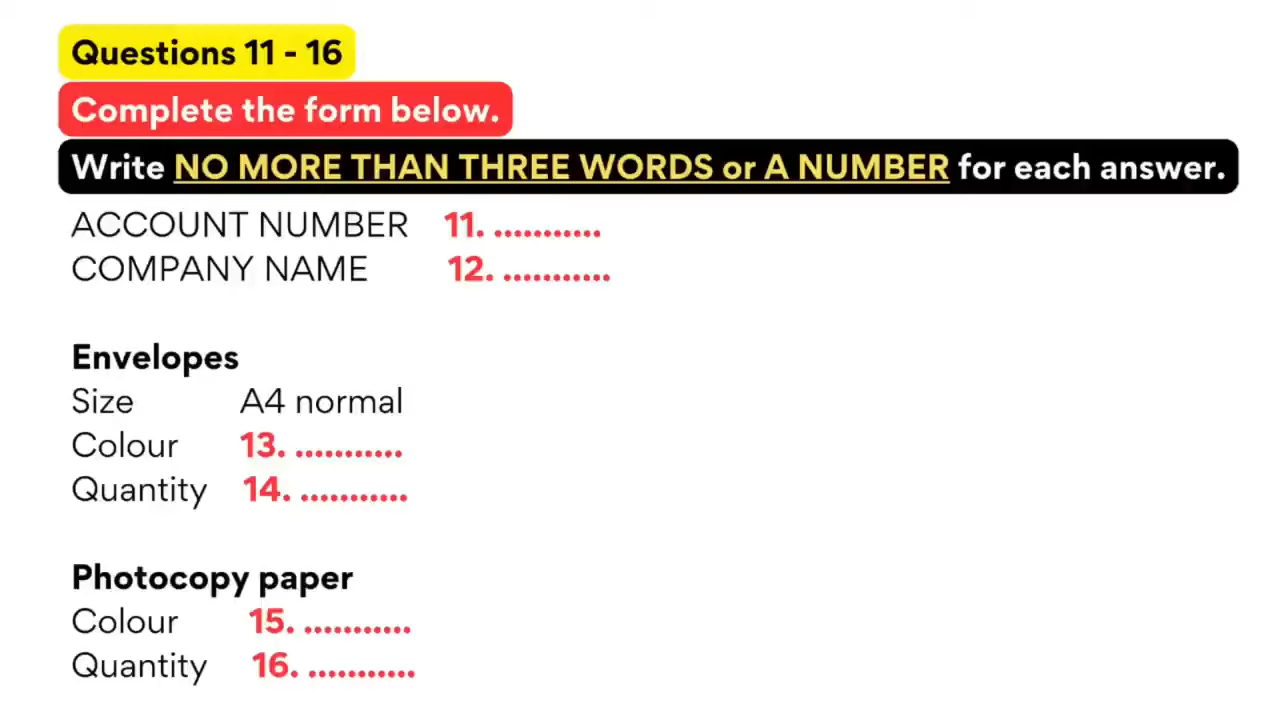 Questions 11 - 16
Complete the form below.
Write NO MORE THAN THREE WORDS or A NUMBER for each answer.
ACCOUNT NUMBER 11. ...........
COMPANY NAME 12. ...........
Envelopes
Size A4 normal
Colour 13. ...........
Quantity 14. ...........
Photocopy paper
Colour 15. ...........
Quantity 16. ...........